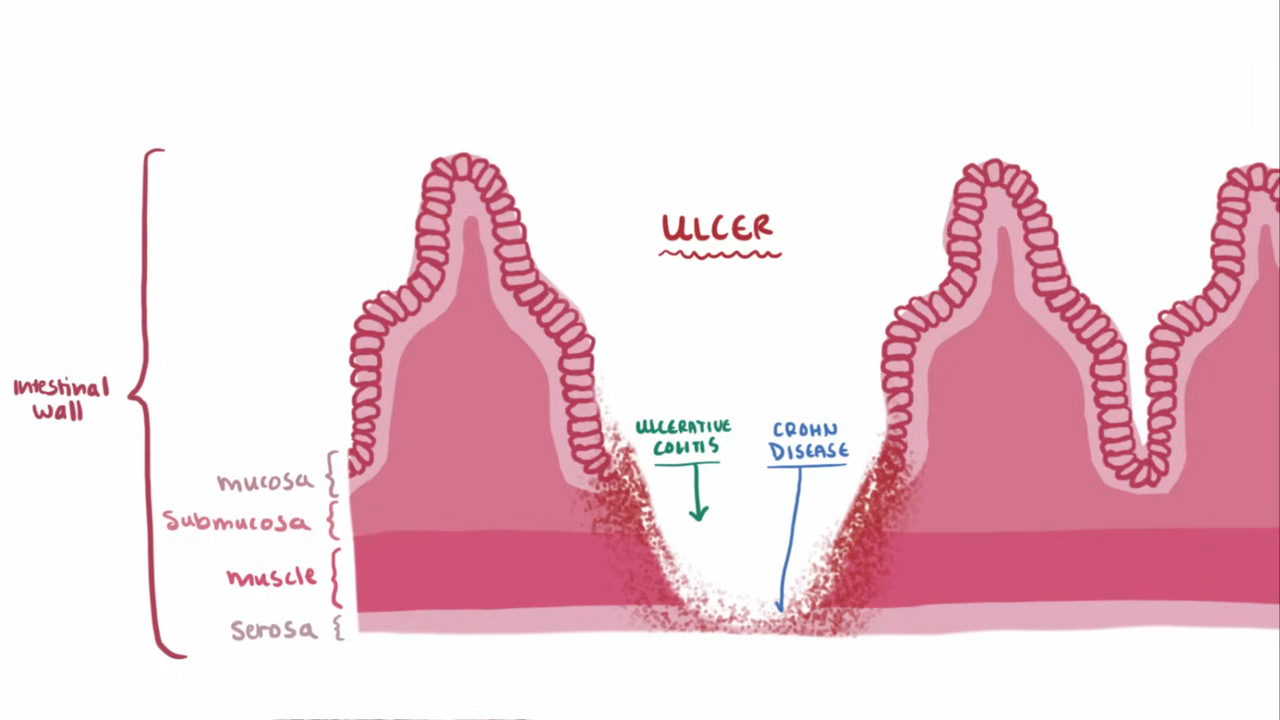 ULCER
ULCERATIVE
COLITIS
CROHN
DISEASE
Intestinal
wall
mucosa
Submucosa
muscle
serosa